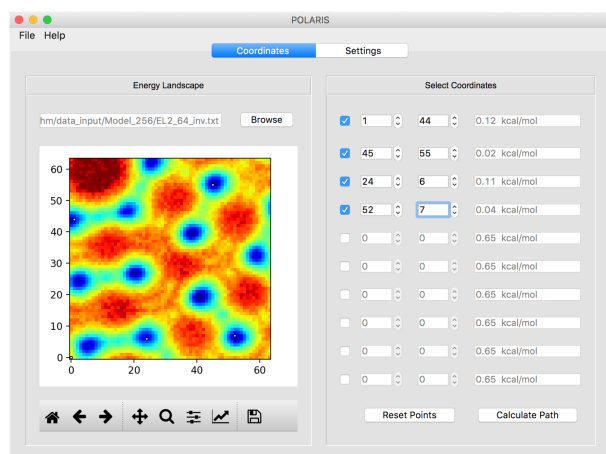 POLARIS
File Help
Coordinates Settings
Energy Landscape
hm/data_input/Model_256/EL2_64_inv.txt Browse
60
50
40
30
20
10
0
0 20 40 60
Select Coordinates
1 44 0.12 kcal/mol
45 55 0.02 kcal/mol
24 6 0.11 kcal/mol
52 7 0.04 kcal/mol
0 0 0.65 kcal/mol
0 0 0.65 kcal/mol
0 0 0.65 kcal/mol
0 0 0.65 kcal/mol
0 0 0.65 kcal/mol
0 0 0.65 kcal/mol
Reset Points Calculate Path